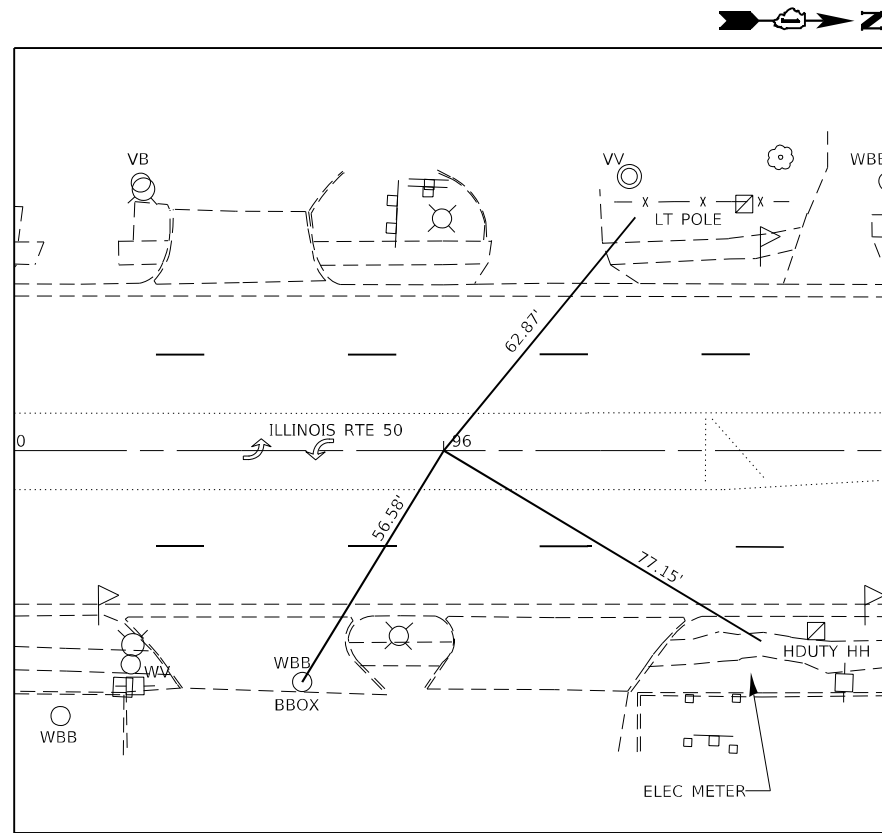 N
VB
VV
WBB
LT POLE
62.87'
ILLINOIS RTE 50
0
96
56.58'
77.15'
WV
WBB
HDUTY HH
BBOX
WBB
ELEC METER